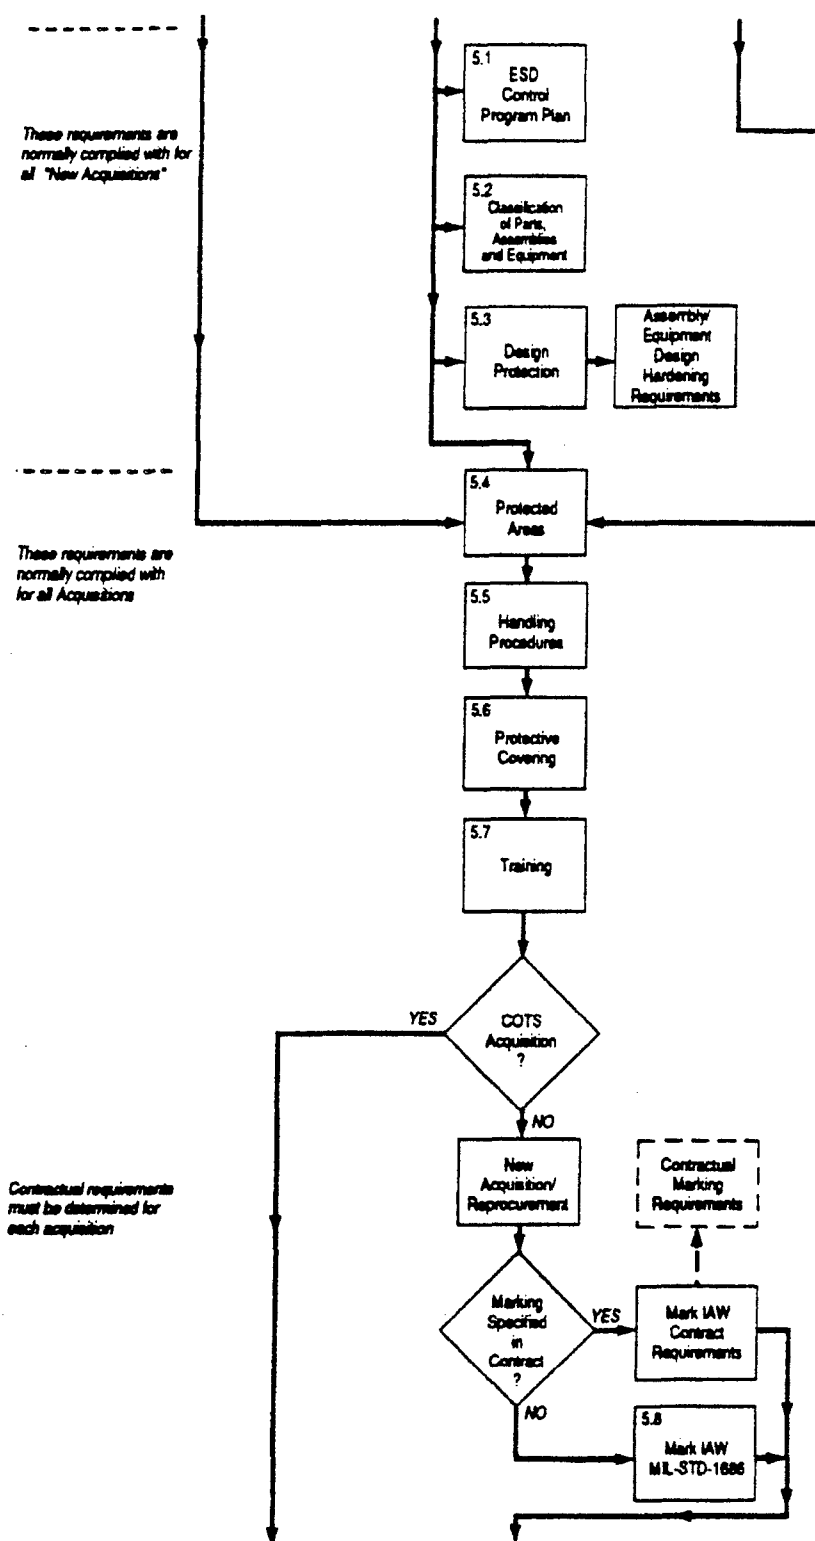 5.1
ESD
Control
Program Plan
These requirements are
normally complied with for
all "New Acquisitions"
5.2
Classification
of Parts,
Assemblies
and Equipment
5.3
Design
Protection
Assembly/
Equipment
Design
Hardening
Requirements
5.4
Protected
Areas
These requirements are
normally complied with
for all Acquisitions
5.5
Handling
Procedures
5.6
Protective
Covering
5.7
Training
YES
COTS
Acquisition
?
NO
New
Acquisition/
Reprocurement
Contractual
Marking
Requirements
Contractual requirements
must be determined for
each acquisition
Marking
Specified
in
Contract
?
YES
Mark IAW
Contract
Requirements
NO
5.8
Mark IAW
MIL-STD-1686